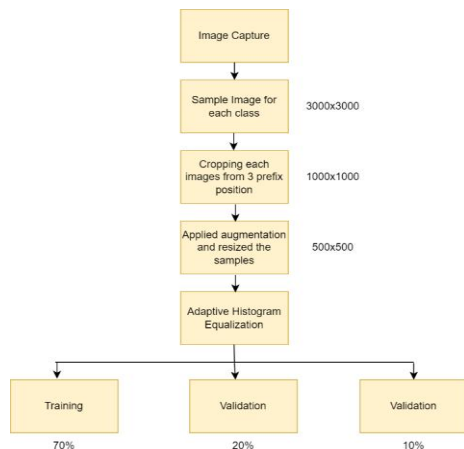 Image Capture
Sample Image for
each class
3000x3000
Cropping each
images from 3 prefix
position
1000x1000
Applied augmentation
and resized the
samples
500x500
Adaptive Histogram
Equalization
Training
Validation
Validation
70%
20%
10%